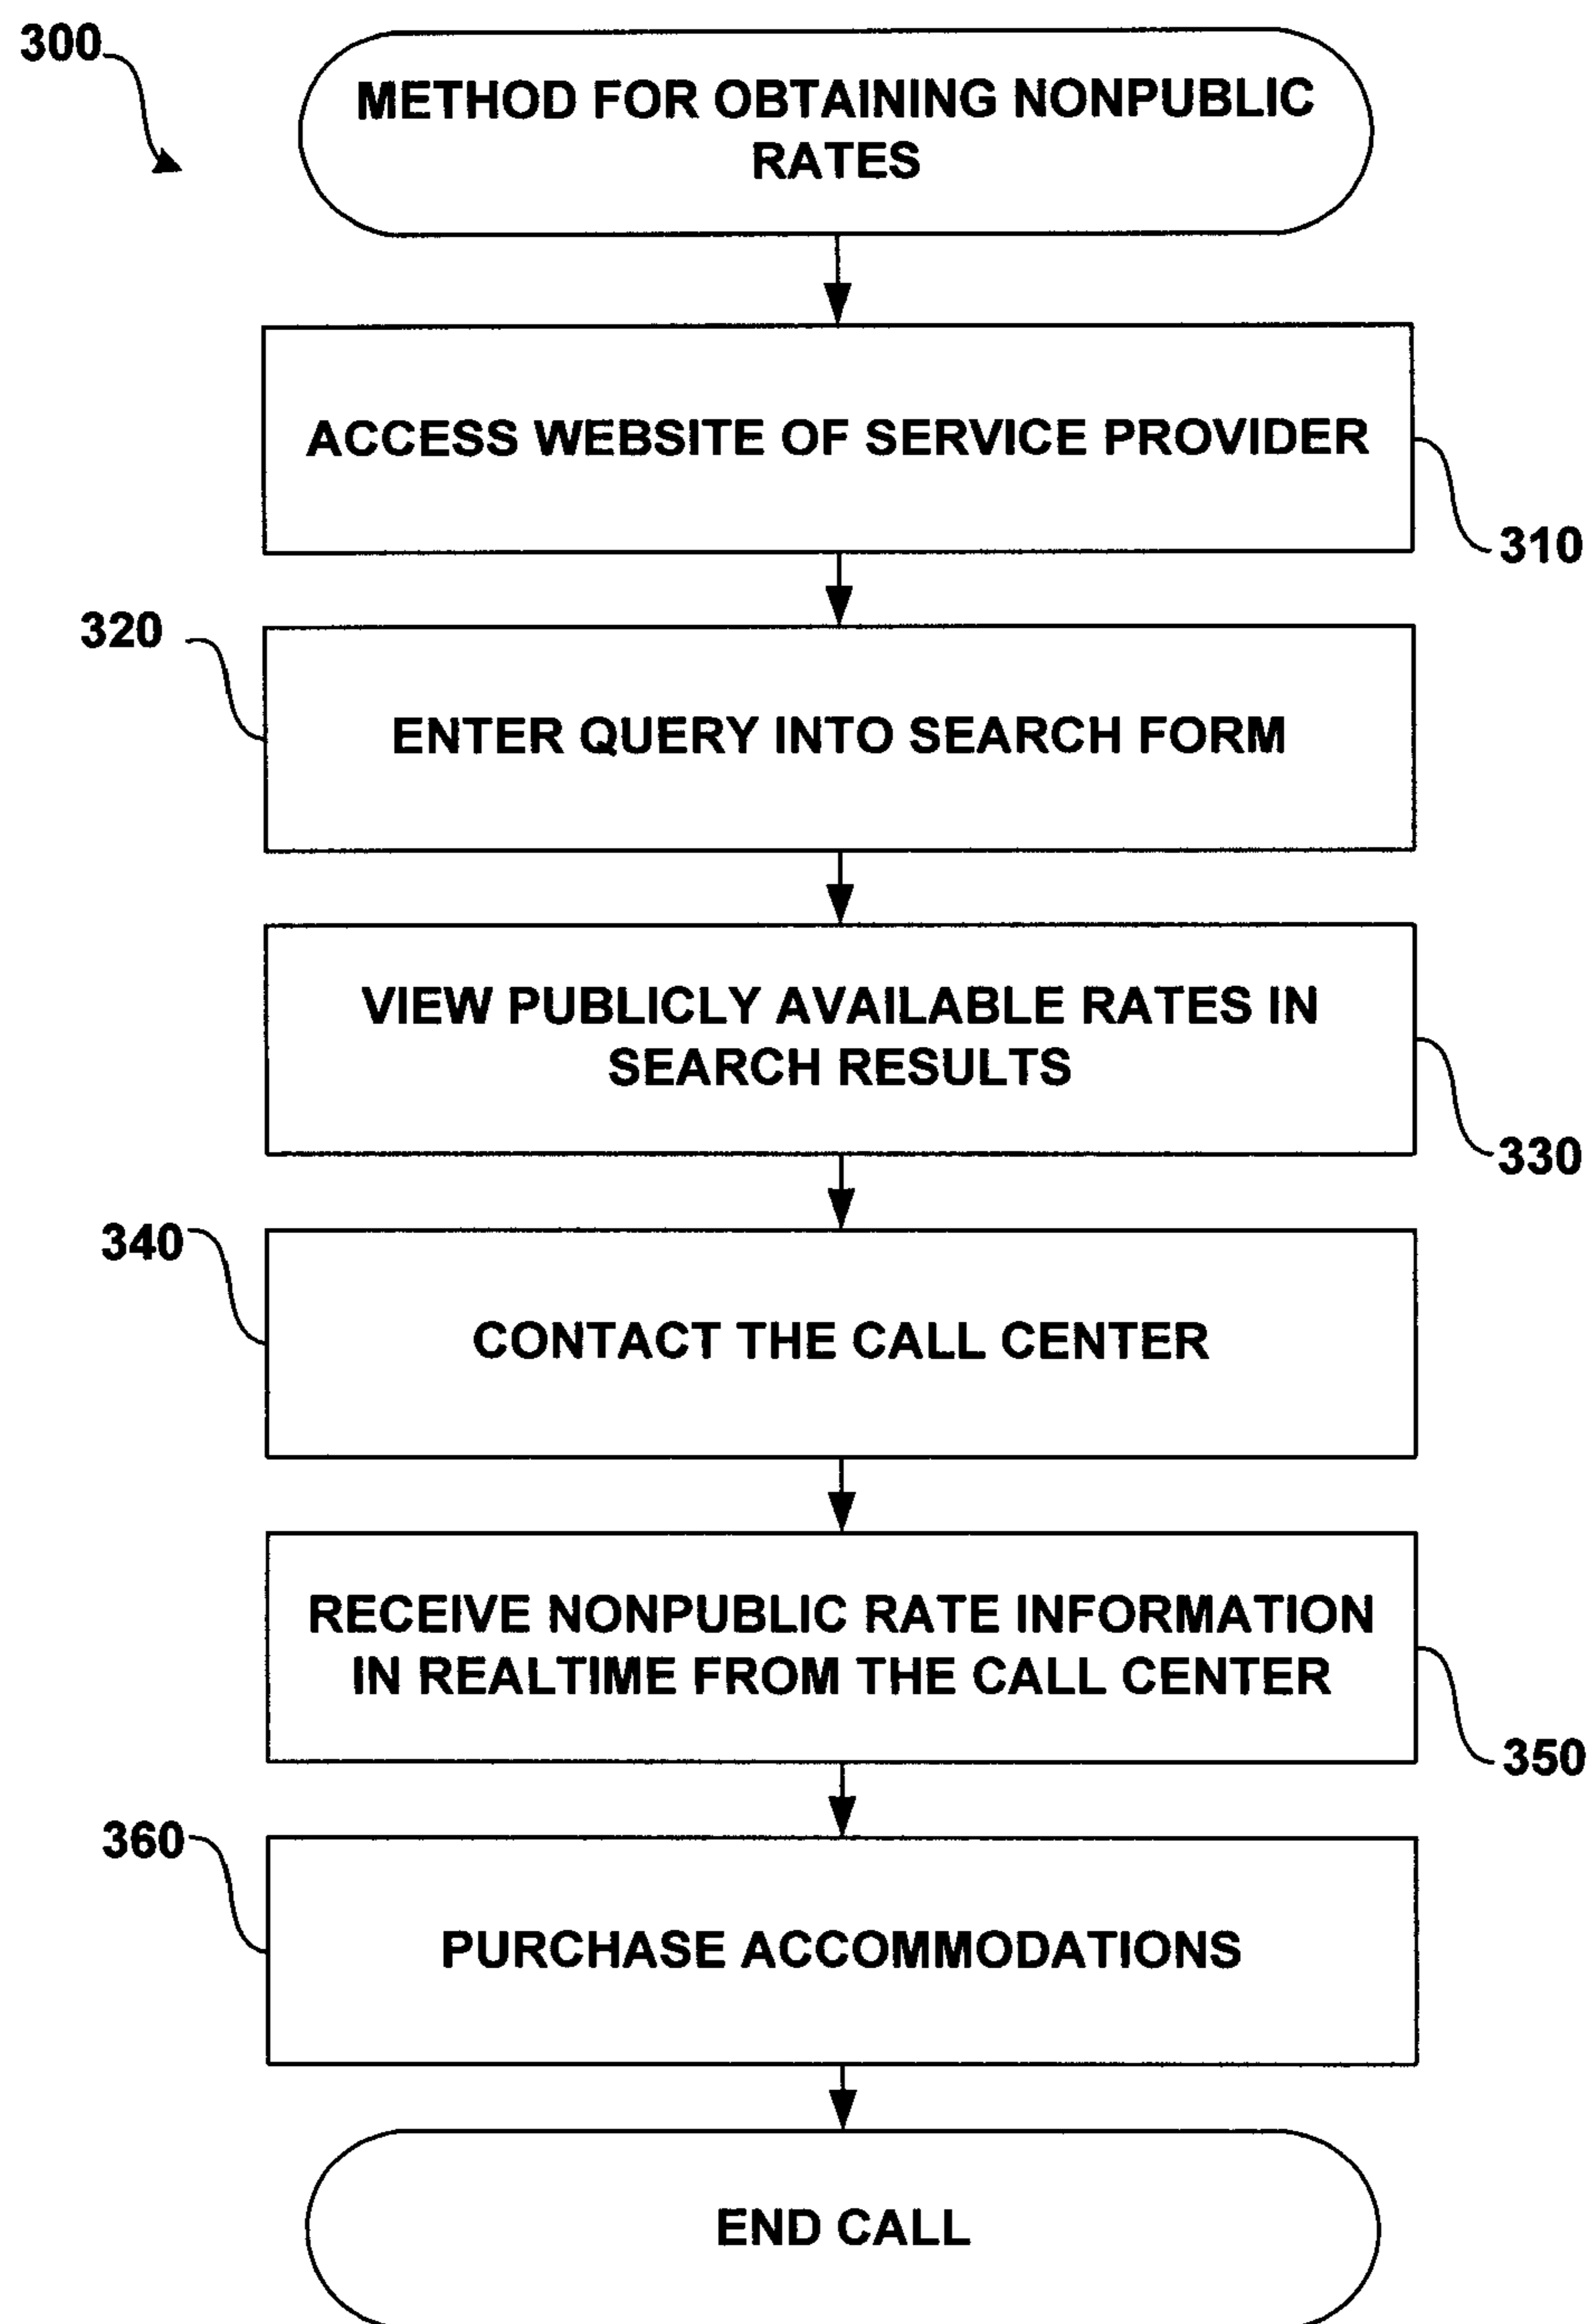 300
METHOD FOR OBTAINING NONPUBLIC
RATES
ACCESS WEBSITE OF SERVICE PROVIDER
310
320
ENTER QUERY INTO SEARCH FORM
VIEW PUBLICLY AVAILABLE RATES IN
SEARCH RESULTS
330
340
CONTACT THE CALL CENTER
RECEIVE NONPUBLIC RATE INFORMATION
IN REALTIME FROM THE CALL CENTER
350
360
PURCHASE ACCOMMODATIONS
END CALL